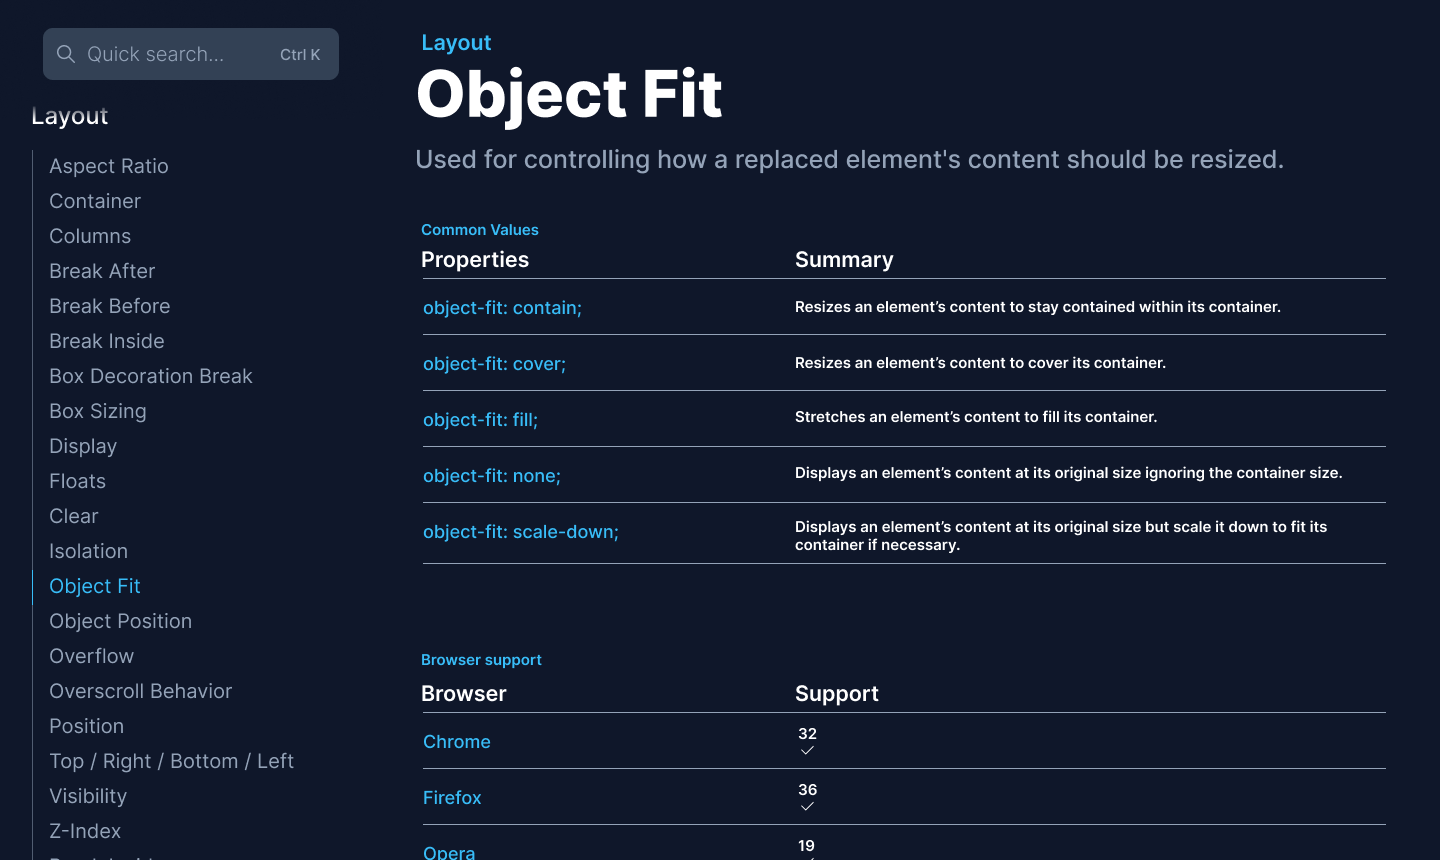 Quick search...
Ctrl K
Layout
Aspect Ratio
Container
Columns
Break After
Break Before
Break Inside
Box Decoration Break
Box Sizing
Display
Floats
Clear
Isolation
Object Fit
Object Position
Overflow
Overscroll Behavior
Position
Top / Right / Bottom / Left
Visibility
Z-Index
Layout
Object Fit
Used for controlling how a replaced element's content should be resized.
Common Values
Properties
Summary
object-fit: contain;
Resizes an element’s content to stay contained within its container.
object-fit: cover;
Resizes an element’s content to cover its container.
object-fit: fill;
Stretches an element’s content to fill its container.
object-fit: none;
Displays an element’s content at its original size ignoring the container size.
object-fit: scale-down;
Displays an element’s content at its original size but scale it down to fit its
container if necessary.
Browser support
Browser
Support
Chrome
32
Firefox
36
Opera
19